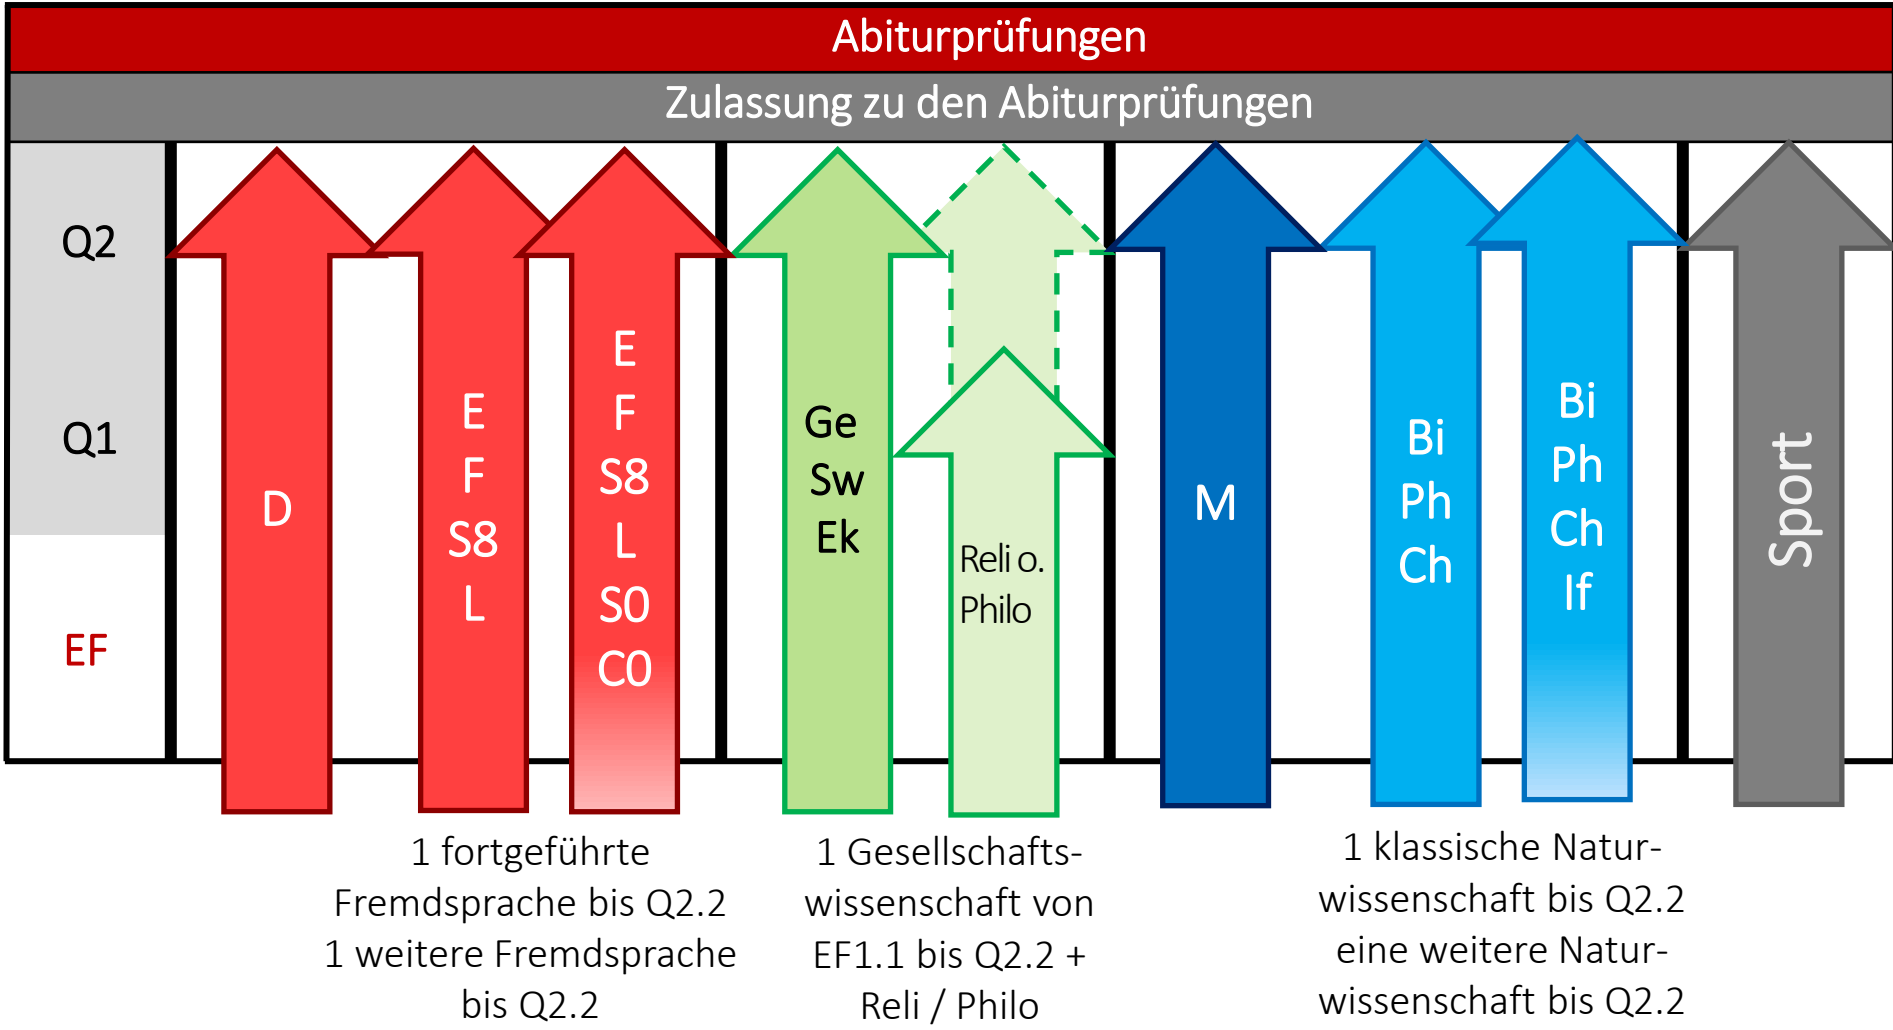 Abiturprüfungen
Zulassung zu den Abiturprüfungen
Q2
Q1
EF
D
E
F
S8
L
E
F
S8
L
S0
C0
Ge
Sw
Ek
Reli o.
Philo
M
Bi
Ph
Ch
Bi
Ph
Ch
If
Sport
1 fortgeführte
Fremdsprache bis Q2.2
1 weitere Fremdsprache
bis Q2.2
1 Gesellschafts-
wissenschaft von
EF1.1 bis Q2.2 +
Reli / Philo
1 klassische Natur-
wissenschaft bis Q2.2
eine weitere Natur-
wissenschaft bis Q2.2